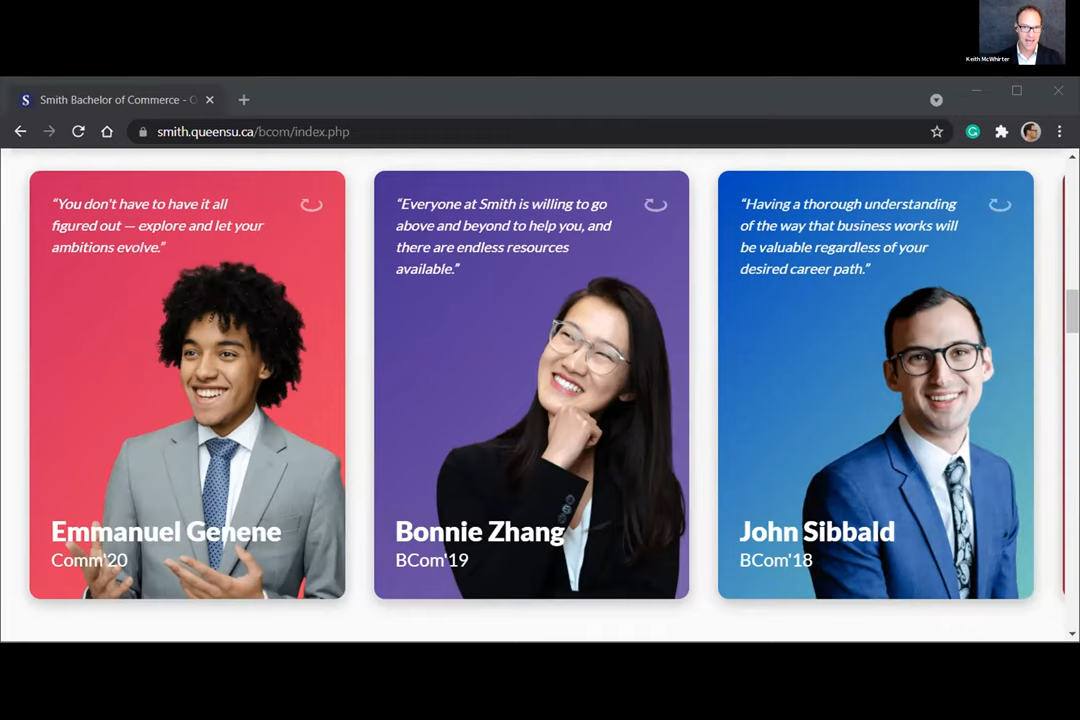 Keith McWhirter
Smith Bachelor of Commerce - 
smith.queensu.ca/bcom/index.php
“You don't have to have it all
figured out — explore and let your
ambitions evolve.”
Emmanuel Genene
Comm'20
“Everyone at Smith is willing to go
above and beyond to help you, and
there are endless resources
available.”
Bonnie Zhang
BCom'19
“Having a thorough understanding
of the way that business works will
be valuable regardless of your
desired career path.”
John Sibbald
BCom'18